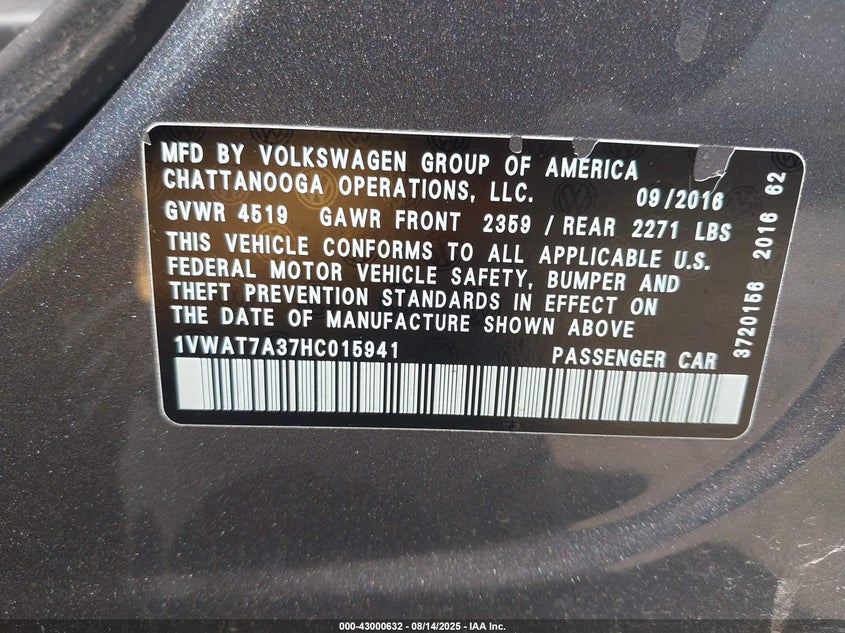 MFD BY VOLKSWAGEN GROUP OF AMERICA
CHATTANOOGA OPERATIONS, LLC. 09/2016
GVWR 4519 GAWR FRONT 2359 / REAR 2271 LBS
THIS VEHICLE CONFORMS TO ALL APPLICABLE U.S.
FEDERAL MOTOR VEHICLE SAFETY, BUMPER AND
THEFT PREVENTION STANDARDS IN EFFECT ON
THE DATE OF MANUFACTURE SHOWN ABOVE
1VWAT7A37HC015941 PASSENGER CAR
3720156 2016 62
000-43000632 - 08/14/2025 - IAA Inc.